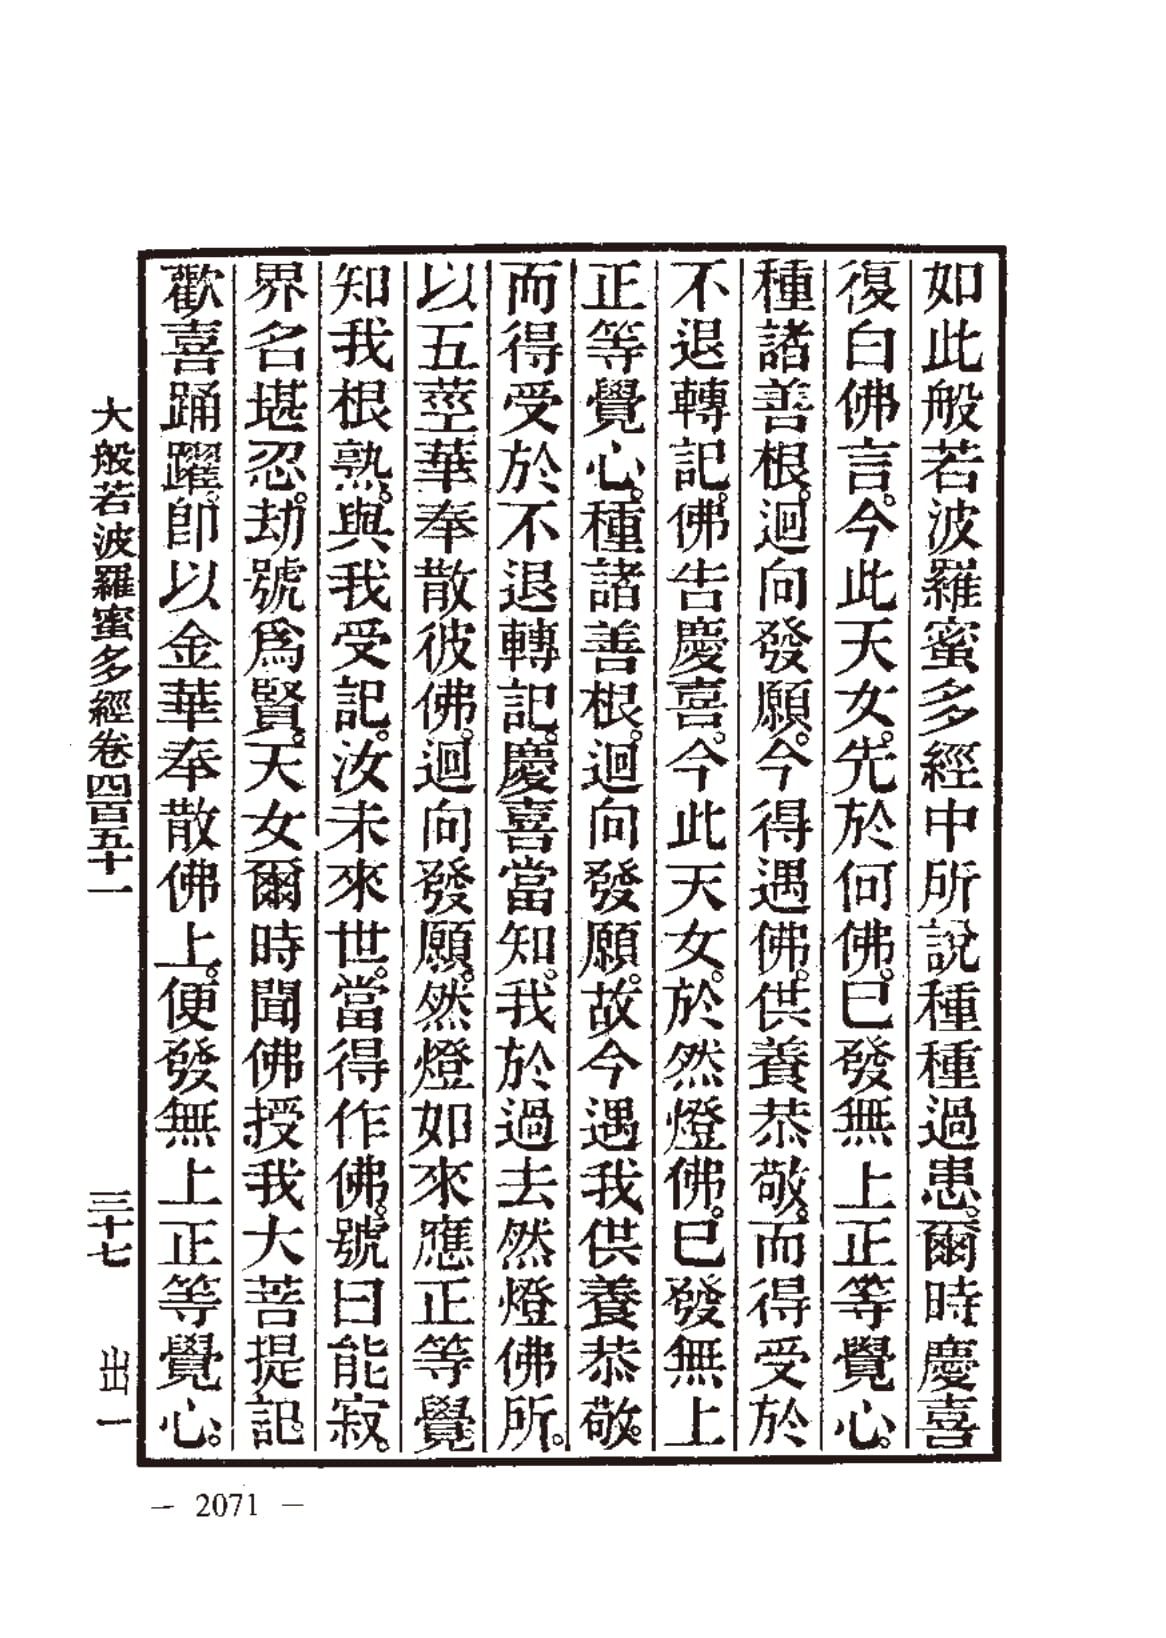 如此般若波羅蜜多經中所說種種過患。爾時慶喜
復白佛言。今此天女。先於何佛。已發無上正等覺心。
種諸善根。迴向發願。今得遇佛。供養恭敬。而得受於
不退轉記。佛告慶喜。今此天女。於然燈佛。已發無上
正等覺心。種諸善根。迴向發願。故今遇我供養恭敬。
而得受於不退轉記。慶喜當知。我於過去然燈佛所。
以五莖華奉散彼佛。迴向發願。然燈如來應正等覺。
知我根熟。與我受記。汝未來世。當得作佛。號曰能寂。
界名堪忍。劫號爲賢。天女爾時聞佛授我大菩提記。
歡喜踊躍。卽以金華奉散佛上。便發無上正等覺心。
大般若波羅蜜多經卷四百五十一 三十七 出一
— 2071 —